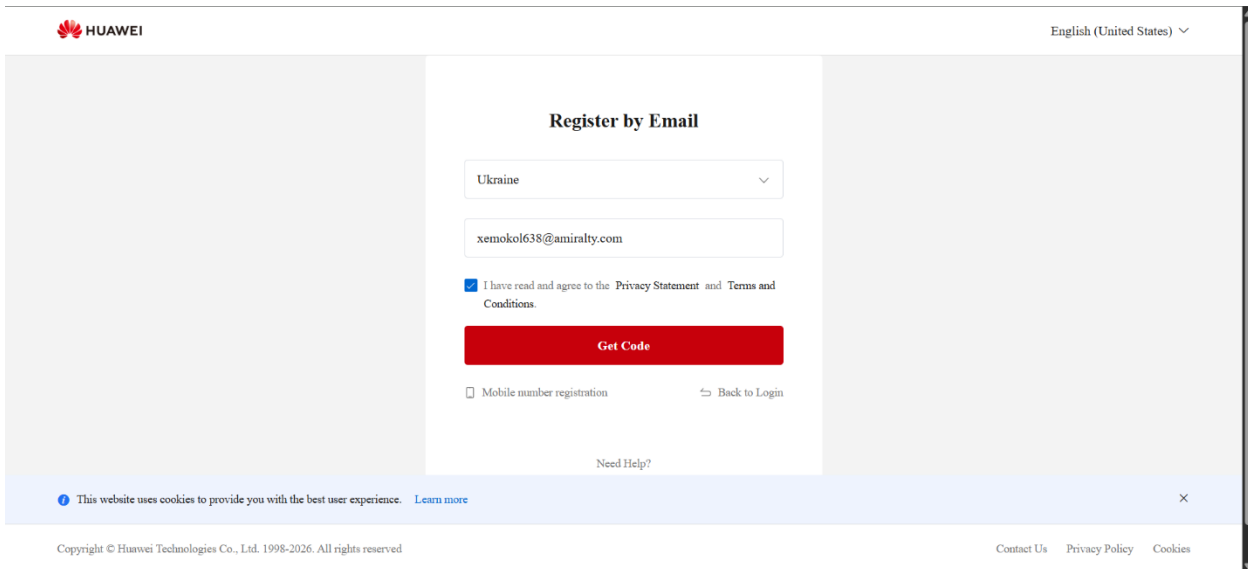 HUAWEI
English (United States)
Register by Email
Ukraine
xemokol638@amiralty.com
I have read and agree to the Privacy Statement and Terms and
Conditions.
Get Code
Mobile number registration
Back to Login
Need Help?
This website uses cookies to provide you with the best user experience. Learn more
Copyright © Huawei Technologies Co., Ltd. 1998-2026. All rights reserved
Contact Us Privacy Policy Cookies